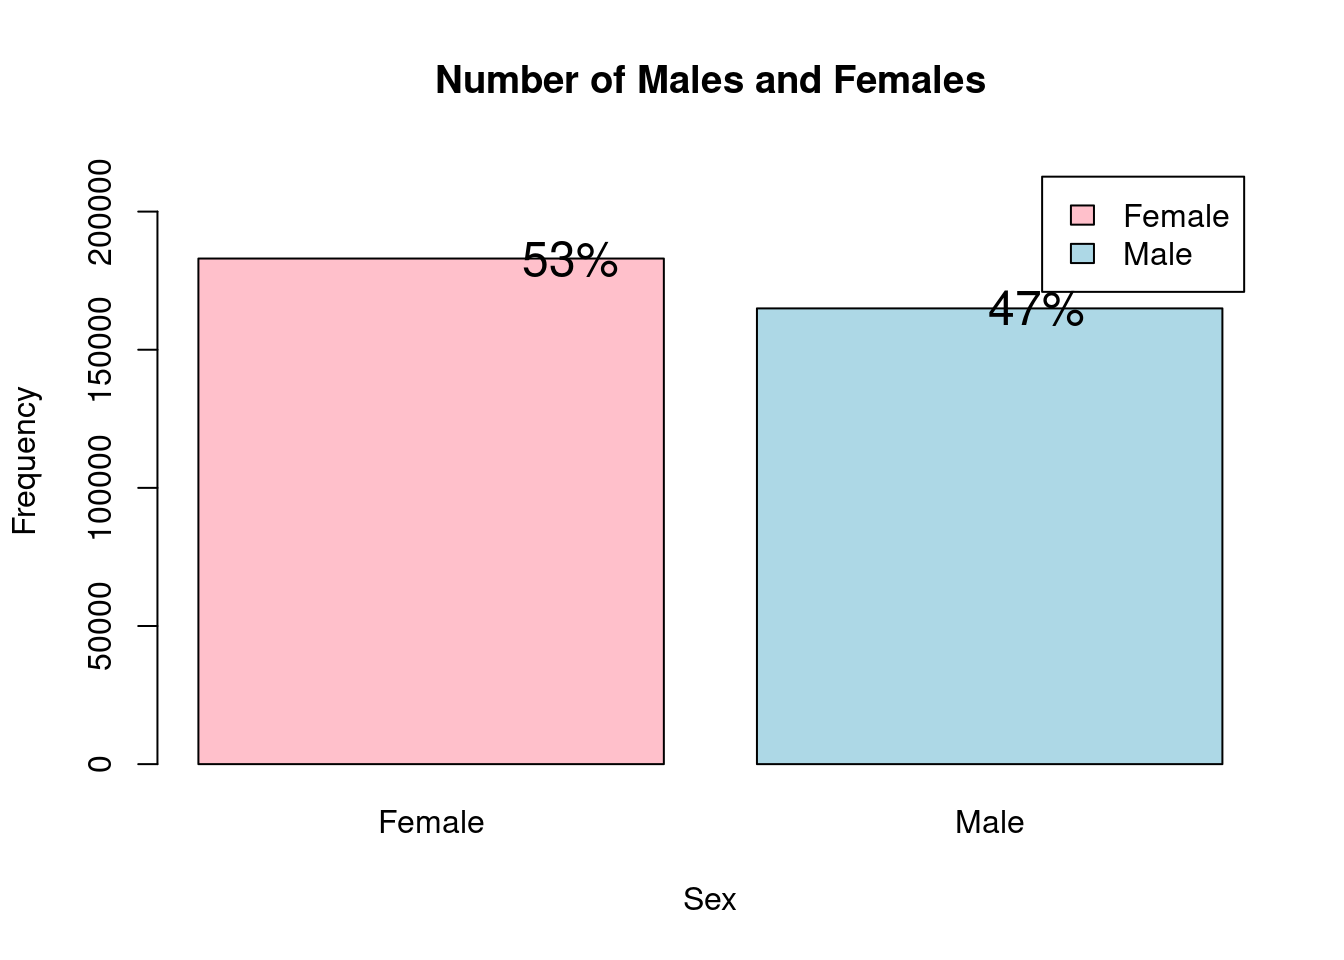 Number of Males and Females
200000
150000
100000
50000
0
Frequency
53%
47%
Female
Male
Female
Male
Sex